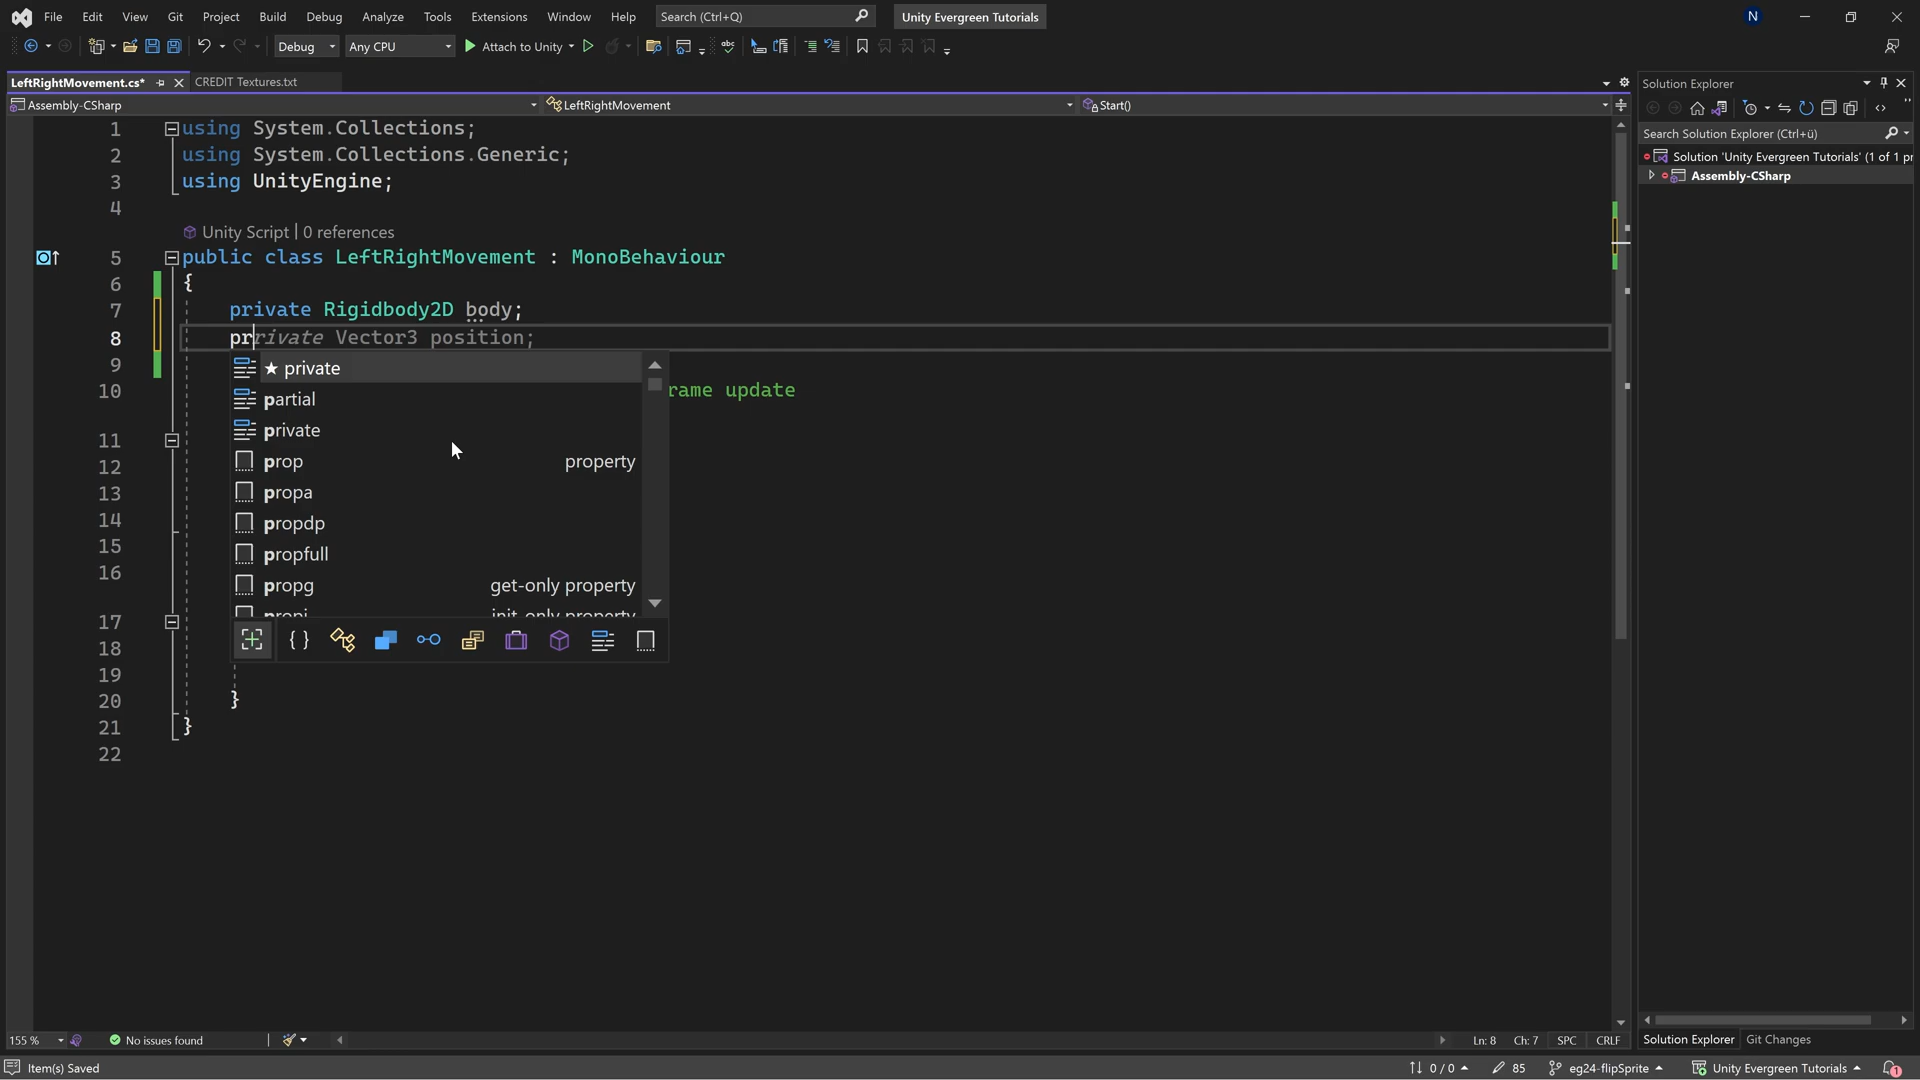 File Edit View Git Project Build Debug Analyze Tools Extensions Window Help Search (Ctrl+Q) Unity Evergreen Tutorials N
Debug Any CPU Attach to Unity
LeftRightMovement.cs* CREDIT Textures.txt Solution Explorer
Assembly-CSharp LeftRightMovement Start()
Search Solution Explorer (Ctrl+ü)
Solution 'Unity Evergreen Tutorials' (1 of 1 pr
Assembly-CSharp
1 using System.Collections;
2 using System.Collections.Generic;
3 using UnityEngine;
4
Unity Script | 0 references
5 public class LeftRightMovement : MonoBehaviour
6 {
7 private Rigidbody2D body;
8 private Vector3 position;
9 ★ private
10 rame update
partial
11 private
12 prop property
13 propa
14 propdp
15 propfull
16 propg get-only property
17
18
19
20 }
21 }
22
155 % No issues found Ln: 8 Ch: 7 SPC CRLF Solution Explorer Git Changes
Item(s) Saved 0 / 0 85 eg24-flipSprite Unity Evergreen Tutorials 1